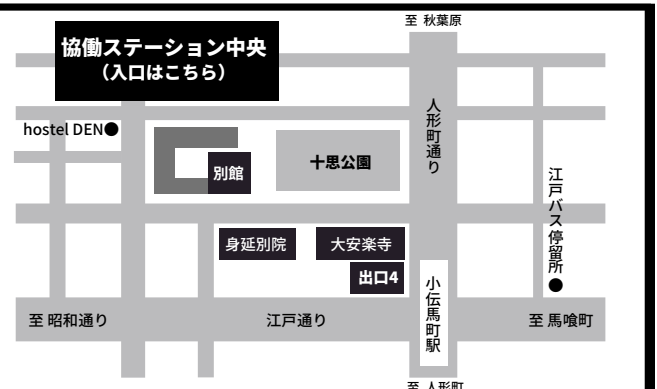 至 秋葉原
協働ステーション中央
(入口はこちら)
人形町通り
hostel DEN●
十思公園
別館
江戸バス停留所●
身延別院
大安楽寺
出口4
小伝馬町駅
至 昭和通り
江戸通り
至 馬喰町
至 人形町